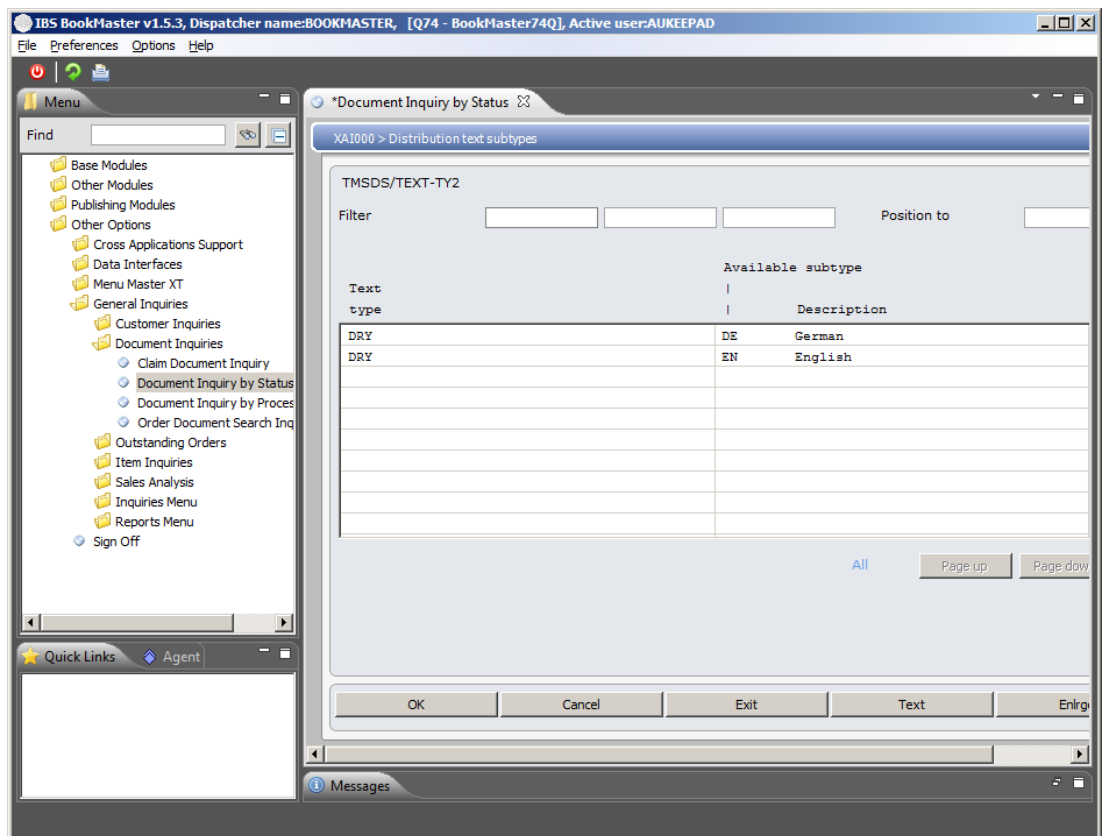 IBS BookMaster v1.5.3, Dispatcher name:BOOKMASTER, [Q74 - BookMaster74Q], Active user:AUKEEPAD
File Preferences Options Help
Menu
Find
Base Modules
Other Modules
Publishing Modules
Other Options
Cross Applications Support
Data Interfaces
Menu Master XT
General Inquiries
Customer Inquiries
Document Inquiries
Claim Document Inquiry
Document Inquiry by Status
Document Inquiry by Proces
Order Document Search Inq
Outstanding Orders
Item Inquiries
Sales Analysis
Inquiries Menu
Reports Menu
Sign Off
Quick Links Agent
*Document Inquiry by Status
XAI000 > Distribution text subtypes
TMSDS/TEXT-TY2
Filter Position to
Available subtype
Text |
type | Description
DRY DE German
DRY EN English
All Page up Page dow
OK Cancel Exit Text Enlrg
Messages